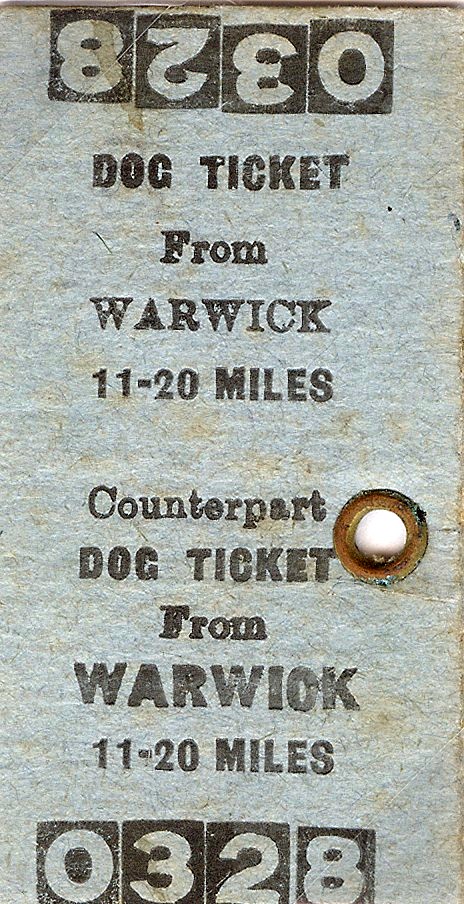 0328
DOG TICKET
From
WARWICK
11-20 MILES
Counterpart
DOG TICKET
From
WARWICK
11-20 MILES
0328